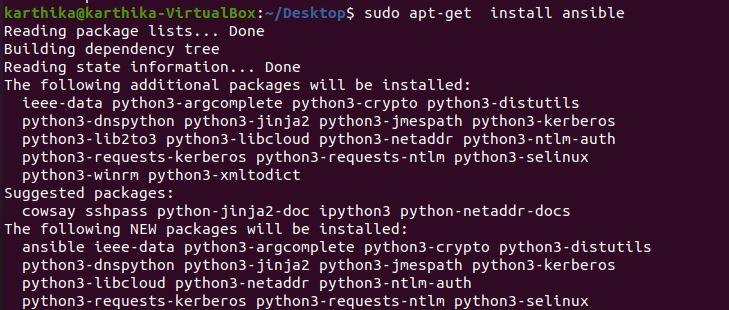 karthika@karthika-VirtualBox:~/Desktop$ sudo apt-get  install ansible
Reading package lists... Done
Building dependency tree
Reading state information... Done
The following additional packages will be installed:
  ieee-data python3-argcomplete python3-crypto python3-distutils
  python3-dnspython python3-jinja2 python3-jmespath python3-kerberos
  python3-lib2to3 python3-libcloud python3-netaddr python3-ntlm-auth
  python3-requests-kerberos python3-requests-ntlm python3-selinux
  python3-winrm python3-xmltodict
Suggested packages:
  cowsay sshpass python-jinja2-doc ipython3 python-netaddr-docs
The following NEW packages will be installed:
  ansible ieee-data python3-argcomplete python3-crypto python3-distutils
  python3-dnspython python3-jinja2 python3-jmespath python3-kerberos
  python3-libcloud python3-netaddr python3-ntlm-auth
  python3-requests-kerberos python3-requests-ntlm python3-selinux